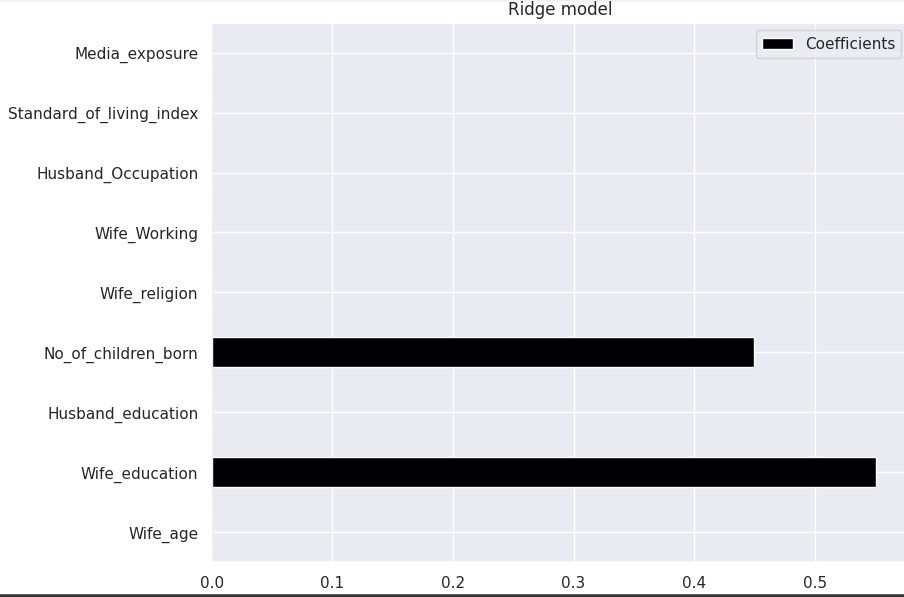 Ridge model
Coefficients
Media_exposure
Standard_of_living_index
Husband_Occupation
Wife_Working
Wife_religion
No_of_children_born
Husband_education
Wife_education
Wife_age
0.0 0.1 0.2 0.3 0.4 0.5